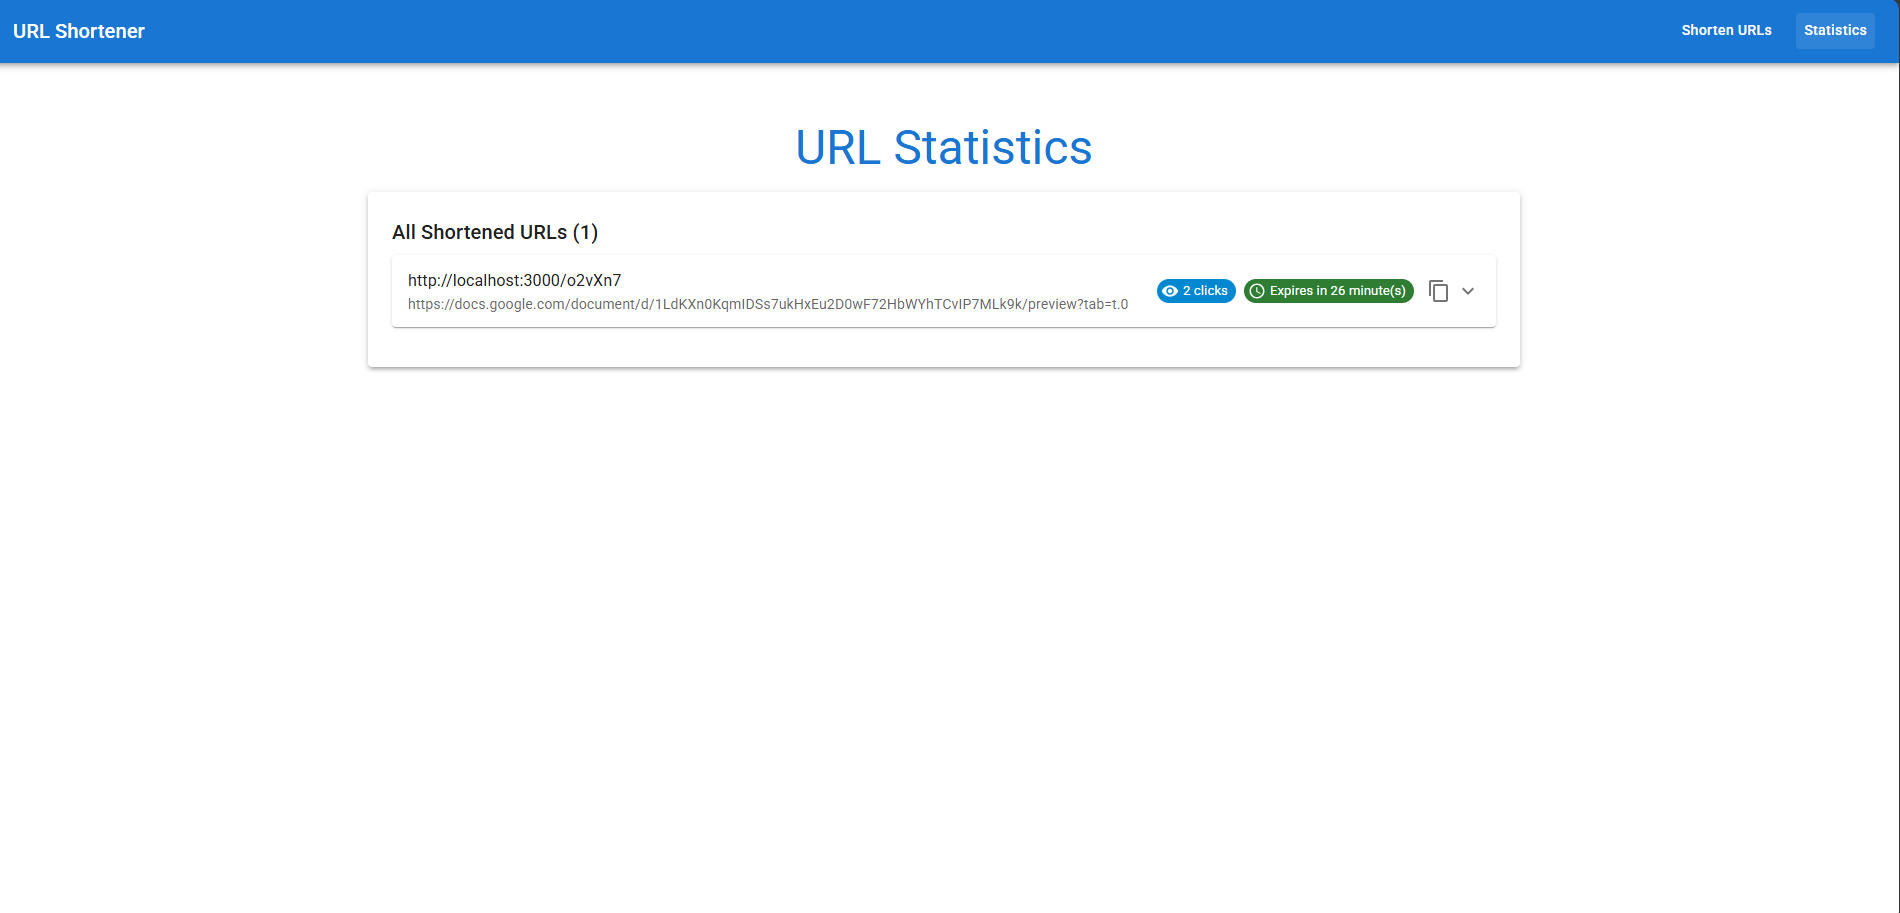 URL Shortener
Shorten URLs
Statistics
URL Statistics
All Shortened URLs (1)
http://localhost:3000/o2vXn7
https://docs.google.com/document/d/1LdKXn0KqmIDSs7ukHxEu2D0wF72HbWYhTCvIP7MLk9k/preview?tab=t.0
2 clicks
Expires in 26 minute(s)